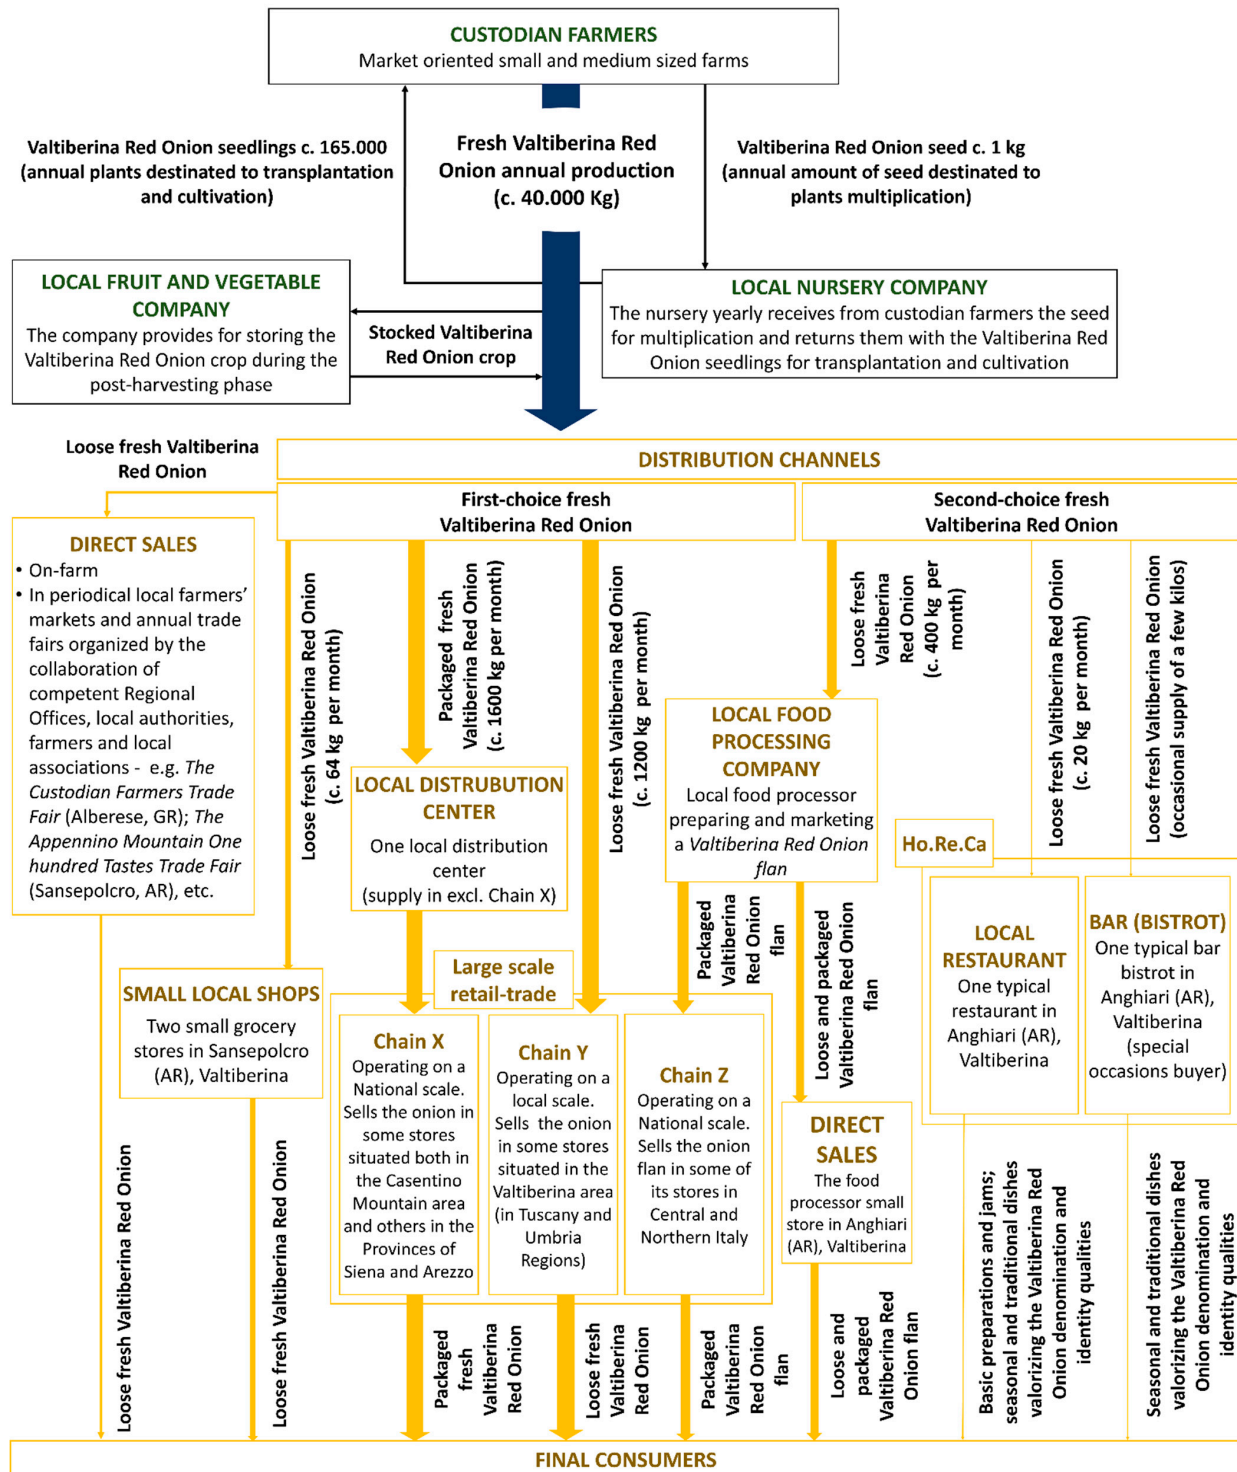 CUSTODIAN FARMERS
Market oriented small and medium sized farms
Valtiberina Red Onion seedlings c. 165.000
(annual plants destinated to transplantation
and cultivation)
Fresh Valtiberina Red
Onion annual production
(c. 40.000 Kg)
Valtiberina Red Onion seed c. 1 kg
(annual amount of seed destinated to
plants multiplication)
LOCAL FRUIT AND VEGETABLE
COMPANY
The company provides for storing the
Valtiberina Red Onion crop during the
post-harvesting phase
Stocked Valtiberina
Red Onion crop
LOCAL NURSERY COMPANY
The nursery yearly receives from custodian farmers the seed
for multiplication and returns them with the Valtiberina Red
Onion seedlings for transplantation and cultivation
Loose fresh Valtiberina
Red Onion
DISTRIBUTION CHANNELS
First-choice fresh
Valtiberina Red Onion
Second-choice fresh
Valtiberina Red Onion
DIRECT SALES
• On-farm
• In periodical local farmers'
markets and annual trade
fairs organized by the
collaboration of
competent Regional
Offices, local authorities,
farmers and local
associations - e.g. The
Custodian Farmers Trade
Fair (Alberese, GR); The
Appennino Mountain One
hundred Tastes Trade Fair
(Sansepolcro, AR), etc.
Loose fresh Valtiberina Red Onion
(c. 64 kg per month)
Packaged fresh
Valtiberina Red Onion
(c. 1600 kg per month)
Loose fresh Valtiberina Red Onion
(c. 1200 kg per month)
Loose fresh
Valtiberina
Red Onion
(c. 400 kg per
month)
Loose fresh Valtiberina Red Onion
(c. 20 kg per month)
Loose fresh Valtiberina Red Onion
(occasional supply of a few kilos)
LOCAL DISTRUBUTION
CENTER
One local distribution
center
(supply in excl. Chain X)
LOCAL FOOD
PROCESSING
COMPANY
Local food processor
preparing and marketing
a Valtiberina Red Onion
flan
Ho.Re.Ca
LOCAL
RESTAURANT
One typical
restaurant in
Anghiari (AR),
Valtiberina
BAR (BISTROT)
One typical bar
bistrot in
Anghiari (AR),
Valtiberina
(special
occasions buyer)
Packaged
Valtiberina
Red Onion
flan
Loose and packaged
Valtiberina Red Onion
flan
SMALL LOCAL SHOPS
Two small grocery
stores in Sansepolcro
(AR), Valtiberina
Large scale
retail-trade
Chain X
Operating on a
National scale.
Sells the onion in
some stores
situated both in
the Casentino
Mountain area
and others in the
Provinces of
Siena and Arezzo
Chain Y
Operating on a
local scale.
Sells the onion
in some stores
situated in the
Valtiberina area
(in Tuscany and
Umbria
Regions)
Chain Z
Operating on a
National scale.
Sells the onion
flan in some of
its stores in
Central and
Northern Italy
DIRECT
SALES
The food
processor small
store in Anghiari
(AR), Valtiberina
Loose fresh Valtiberina Red Onion
Loose fresh Valtiberina Red Onion
Packaged
fresh
Valtiberina
Red Onion
Loose fresh
Valtiberina
Red Onion
Packaged
Valtiberina
Red Onion
flan
Loose and
packaged
Valtiberina Red
Onion flan
Basic preparations and jams;
seasonal and traditional dishes
valorizing the Valtiberina Red
Onion denomination and
identity qualities
Seasonal and traditional dishes
valorizing the Valtiberina Red
Onion denomination and
identity qualities
FINAL CONSUMERS